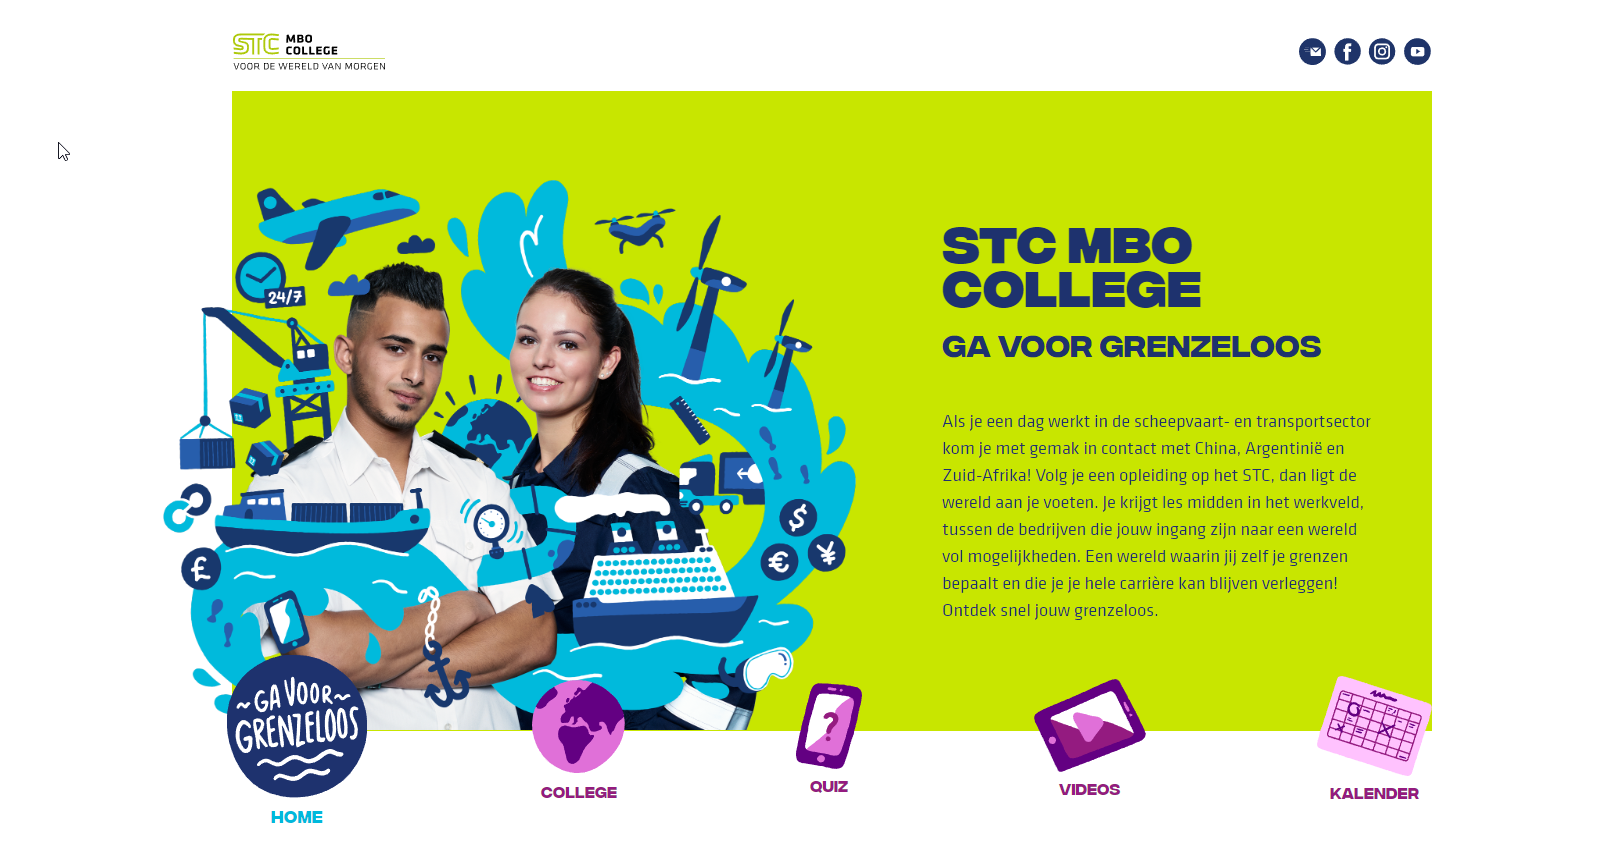 STC MBO
COLLEGE
VOOR DE WERELD VAN MORGEN
24/7
STC MBO
COLLEGE
GA VOOR GRENZELOOS
Als je een dag werkt in de scheepvaart- en transportsector
kom je met gemak in contact met China, Argentinië en
Zuid-Afrika! Volg je een opleiding op het STC, dan ligt de
wereld aan je voeten. Je krijgt les midden in het werkveld,
tussen de bedrijven die jouw ingang zijn naar een wereld
vol mogelijkheden. Een wereld waarin jij zelf je grenzen
bepaalt en die je je hele carrière kan blijven verleggen!
Ontdek snel jouw grenzeloos.
$
€
¥
£
~GA VOOR~
GRENZELOOS
?
HOME
COLLEGE
QUIZ
VIDEOS
KALENDER